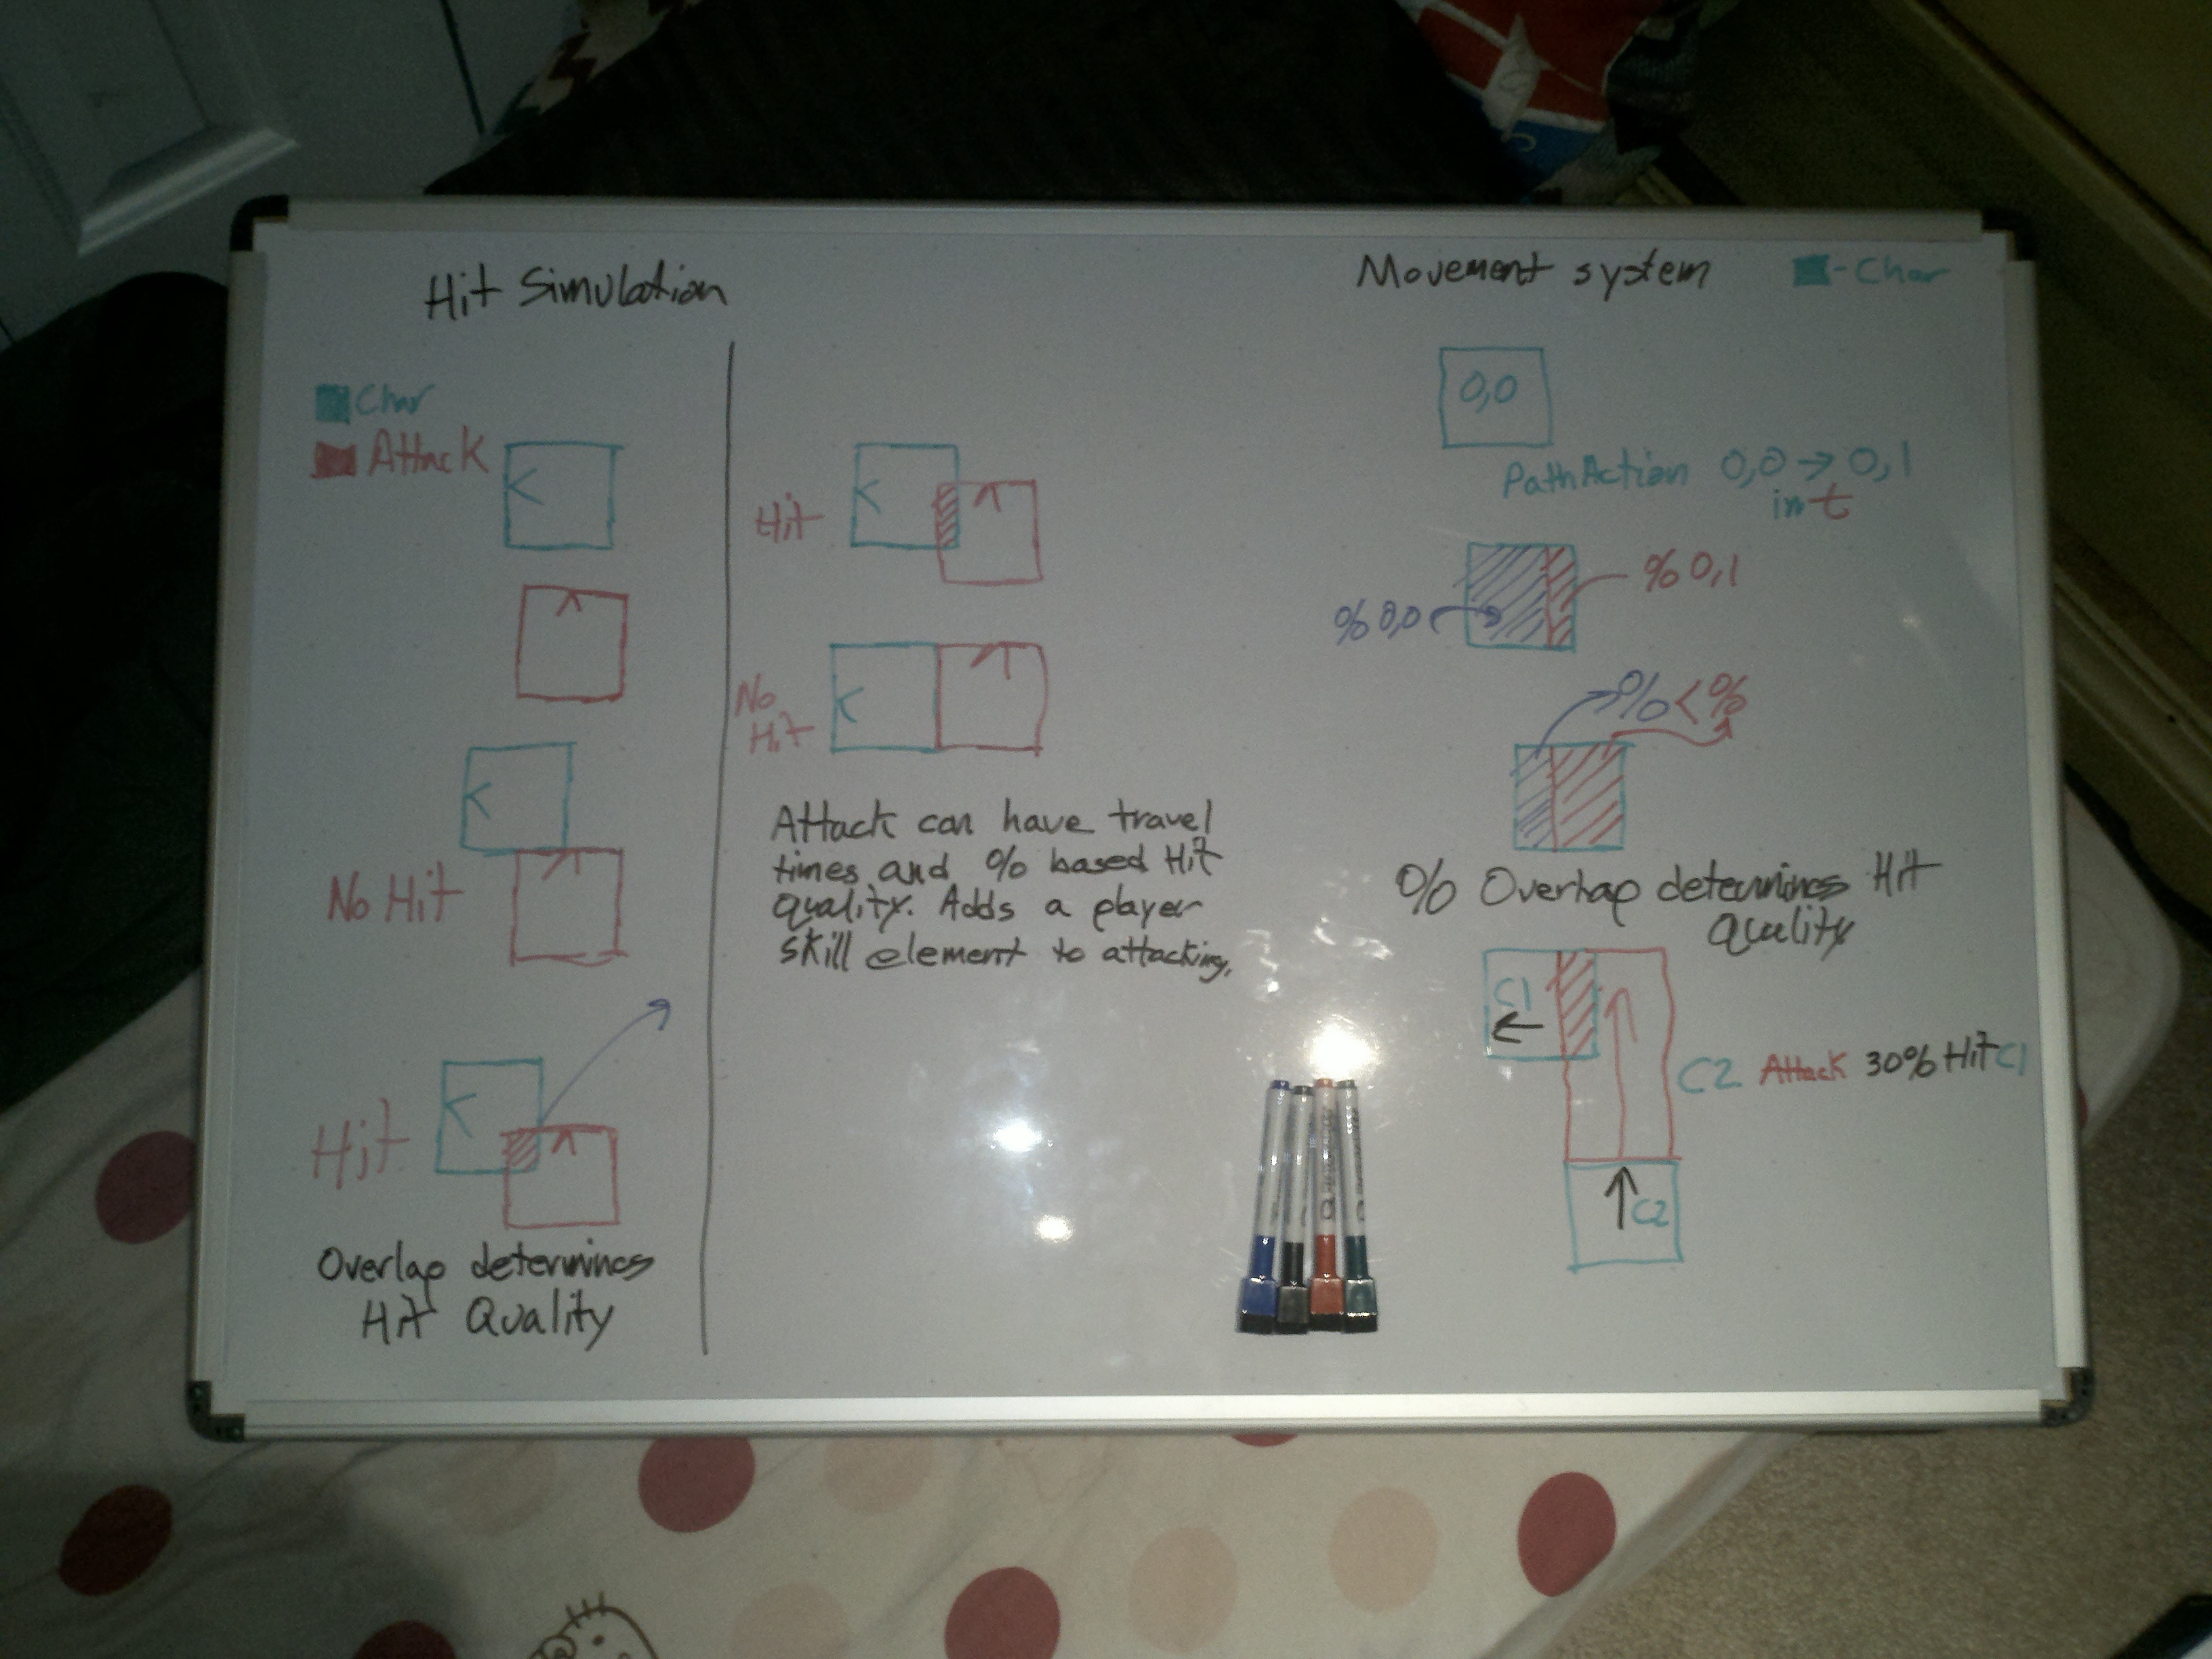 Hit Simulation
Char
Attack
No Hit
Hit
Overlap determines
Hit Quality
Hit
No
Hit
Attack can have travel
times and % based Hit
quality. Adds a player
skill element to attacking.
Movement system
- Char
0,0
PathAction 0,0 → 0,1
in t
% 0,1
% 0,0
% < %
% Overlap determines Hit
Quality
C1
C2 Attack 30% Hit C1
C2